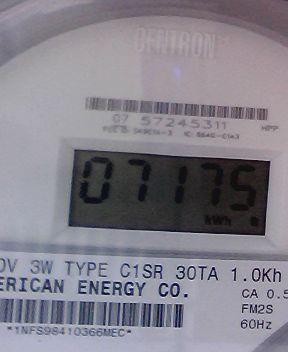 CENTRON
07 57245311
HPP
07175
kWh
0V 3W TYPE C1SR 30TA 1.0Kh
ERICAN ENERGY CO.
CA 0.5
FM2S
60Hz
*1NFS98410366MEC*